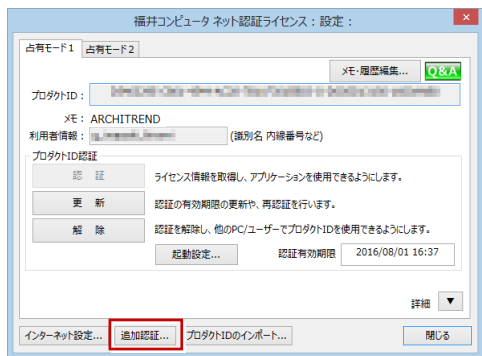 福井コンピュータ ネット認証ライセンス：設定：
占有モード1 占有モード2
メモ・履歴編集... Q&A
プロダクトID：
メモ： ARCHITREND
利用者情報： (識別名 内線番号など)
プロダクトID認証
認 証 ライセンス情報を取得し、アプリケーションを使用できるようにします。
更 新 認証の有効期限の更新や、再認証を行います。
解 除 認証を解除し、他のPC/ユーザーでプロダクトIDを使用できるようにします。
起動設定... 認証有効期限 2016/08/01 16:37
詳細 ▼
インターネット設定... 追加認証... プロダクトIDのインポート... 閉じる